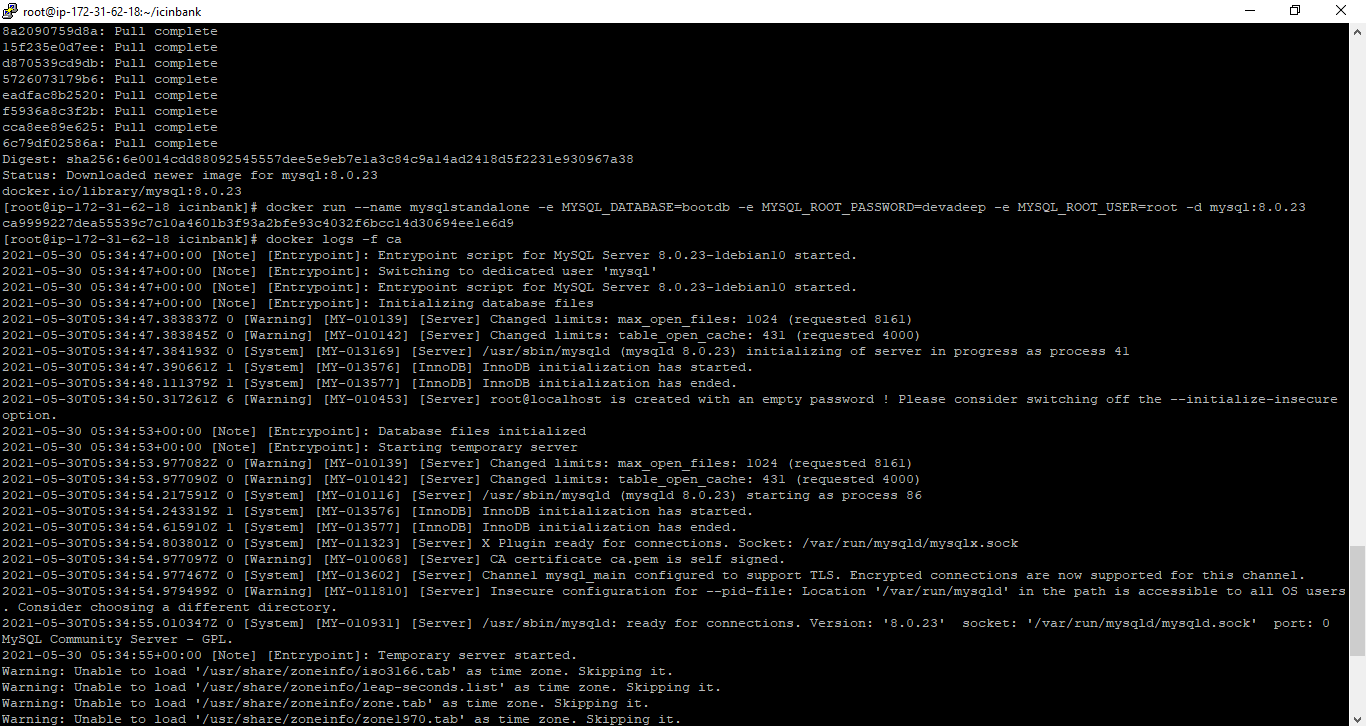 root@ip-172-31-62-18:~/icinbank
8a2090759d8a: Pull complete
15f235e0d7ee: Pull complete
d870539cd9db: Pull complete
5726073179b6: Pull complete
eadfac8b2520: Pull complete
f5936a8c3f2b: Pull complete
cca8ee89e625: Pull complete
6c79df02586a: Pull complete
Digest: sha256:6e0014cdd88092545557dee5e9eb7e1a3c84c9a14ad2418d5f2231e930967a38
Status: Downloaded newer image for mysql:8.0.23
docker.io/library/mysql:8.0.23
[root@ip-172-31-62-18 icinbank]# docker run --name mysqlstandalone -e MYSQL_DATABASE=bootdb -e MYSQL_ROOT_PASSWORD=devadeep -e MYSQL_ROOT_USER=root -d mysql:8.0.23
ca9999227dea55539c7c10a4601b3f93a2bfe93c4032f6bcc14d30694ee1e6d9
[root@ip-172-31-62-18 icinbank]# docker logs -f ca
2021-05-30 05:34:47+00:00 [Note] [Entrypoint]: Entrypoint script for MySQL Server 8.0.23-1debian10 started.
2021-05-30 05:34:47+00:00 [Note] [Entrypoint]: Switching to dedicated user 'mysql'
2021-05-30 05:34:47+00:00 [Note] [Entrypoint]: Entrypoint script for MySQL Server 8.0.23-1debian10 started.
2021-05-30 05:34:47+00:00 [Note] [Entrypoint]: Initializing database files
2021-05-30T05:34:47.383837Z 0 [Warning] [MY-010139] [Server] Changed limits: max_open_files: 1024 (requested 8161)
2021-05-30T05:34:47.383845Z 0 [Warning] [MY-010142] [Server] Changed limits: table_open_cache: 431 (requested 4000)
2021-05-30T05:34:47.384193Z 0 [System] [MY-013169] [Server] /usr/sbin/mysqld (mysqld 8.0.23) initializing of server in progress as process 41
2021-05-30T05:34:47.390661Z 1 [System] [MY-013576] [InnoDB] InnoDB initialization has started.
2021-05-30T05:34:48.111379Z 1 [System] [MY-013577] [InnoDB] InnoDB initialization has ended.
2021-05-30T05:34:50.317261Z 6 [Warning] [MY-010453] [Server] root@localhost is created with an empty password ! Please consider switching off the --initialize-insecure
option.
2021-05-30 05:34:53+00:00 [Note] [Entrypoint]: Database files initialized
2021-05-30 05:34:53+00:00 [Note] [Entrypoint]: Starting temporary server
2021-05-30T05:34:53.977082Z 0 [Warning] [MY-010139] [Server] Changed limits: max_open_files: 1024 (requested 8161)
2021-05-30T05:34:53.977090Z 0 [Warning] [MY-010142] [Server] Changed limits: table_open_cache: 431 (requested 4000)
2021-05-30T05:34:54.217591Z 0 [System] [MY-010116] [Server] /usr/sbin/mysqld (mysqld 8.0.23) starting as process 86
2021-05-30T05:34:54.243319Z 1 [System] [MY-013576] [InnoDB] InnoDB initialization has started.
2021-05-30T05:34:54.615910Z 1 [System] [MY-013577] [InnoDB] InnoDB initialization has ended.
2021-05-30T05:34:54.803801Z 0 [System] [MY-011323] [Server] X Plugin ready for connections. Socket: /var/run/mysqld/mysqlx.sock
2021-05-30T05:34:54.977097Z 0 [Warning] [MY-010068] [Server] CA certificate ca.pem is self signed.
2021-05-30T05:34:54.977467Z 0 [System] [MY-013602] [Server] Channel mysql_main configured to support TLS. Encrypted connections are now supported for this channel.
2021-05-30T05:34:54.979499Z 0 [Warning] [MY-011810] [Server] Insecure configuration for --pid-file: Location '/var/run/mysqld' in the path is accessible to all OS users
. Consider choosing a different directory.
2021-05-30T05:34:55.010347Z 0 [System] [MY-010931] [Server] /usr/sbin/mysqld: ready for connections. Version: '8.0.23'  socket: '/var/run/mysqld/mysqld.sock'  port: 0
MySQL Community Server - GPL.
2021-05-30 05:34:55+00:00 [Note] [Entrypoint]: Temporary server started.
Warning: Unable to load '/usr/share/zoneinfo/iso3166.tab' as time zone. Skipping it.
Warning: Unable to load '/usr/share/zoneinfo/leap-seconds.list' as time zone. Skipping it.
Warning: Unable to load '/usr/share/zoneinfo/zone.tab' as time zone. Skipping it.
Warning: Unable to load '/usr/share/zoneinfo/zone1970.tab' as time zone. Skipping it.